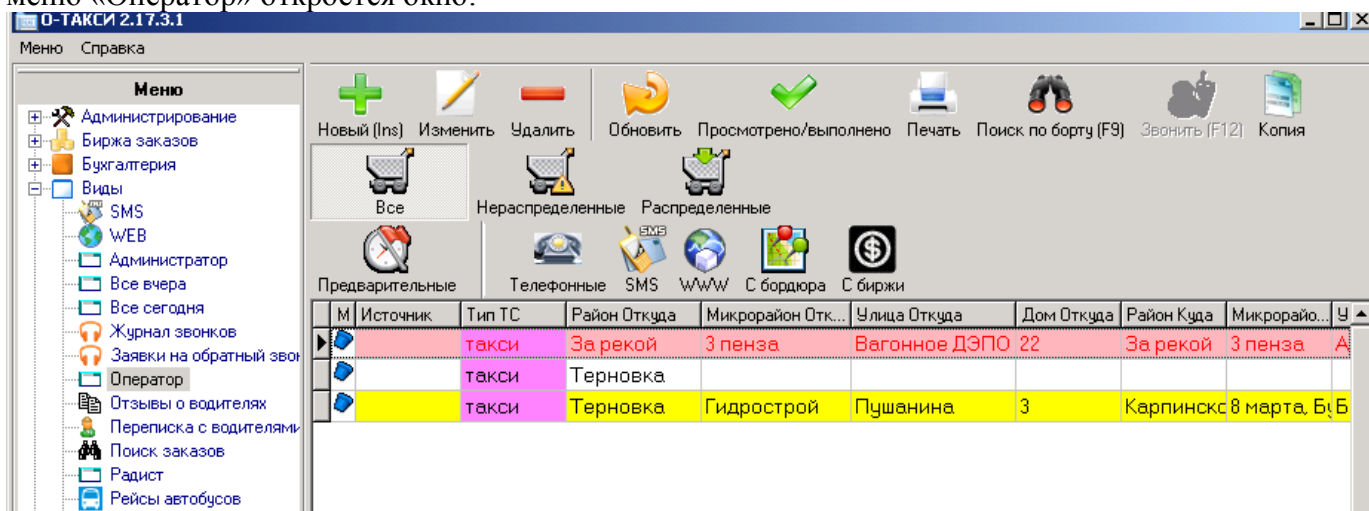 меню «Оператор» откроется окно:
О-ТАКСИ 2.17.3.1
Меню Справка
Меню
Администрирование
Биржа заказов
Бухгалтерия
Виды
SMS
WEB
Администратор
Все вчера
Все сегодня
Журнал звонков
Заявки на обратный звон
Оператор
Отзывы о водителях
Переписка с водителями
Поиск заказов
Радист
Рейсы автобусов
Новый (Ins) Изменить Удалить Обновить Просмотрено/выполнено Печать Поиск по борту (F9) Звонить (F12) Копия
Все Нераспределенные Распределенные
SMS
Предварительные Телефонные SMS WWW С бордюра С биржи
М Источник Тип ТС Район Откуда Микрорайон Отк... Улица Откуда Дом Откуда Район Куда Микрорайо... У
такси За рекой 3 пенза Вагонное ДЭПО 22 За рекой 3 пенза А
такси Терновка
такси Терновка Гидрострой Пушанина 3 Карпинско 8 марта, Бу Б